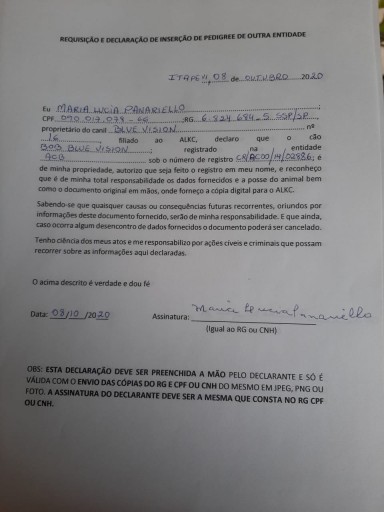 REQUISIÇÃO E DECLARAÇÃO DE INSERÇÃO DE PEDIGREE DE OUTRA ENTIDADE
ITAPEVI, 08 de OUTUBRO 2020
Eu MARIA LUCIA PANARIELLO;
CPF 090.017.078- ;RG 6.824.684-5 SSP/SP,
proprietário do canil BLUE VISION, nº
16, filiado ao ALKC, declaro que o cão
BOB BLUE VISION; registrado na entidade
sob o número de registro CN/AC00/14/02886; é
de minha propriedade, autorizo que seja feito o registro em meu nome, e reconheço
que é de minha total responsabilidade os dados fornecidos e a posse do animal bem
como o documento original em mãos, onde forneço a cópia digital para o ALKC.
Sabendo-se que quaisquer causas ou consequências futuras recorrentes, oriundos por
informações deste documento fornecido, serão de minha responsabilidade. E que ainda,
caso ocorra algum desencontro de dados fornecidos o documento poderá ser cancelado.
Tenho ciência dos meus atos e me responsabilizo por ações cíveis e criminais que possam
recorrer sobre as informações aqui declaradas.
O acima descrito é verdade e dou fé
Data: 08/10/2020 Assinatura: Maria Lucia Panariello
(Igual ao RG ou CNH)
OBS: ESTA DECLARAÇÃO DEVE SER PREENCHIDA A MÃO PELO DECLARANTE E SÓ É
VÁLIDA COM O ENVIO DAS CÓPIAS DO RG E CPF OU CNH DO MESMO EM JPEG, PNG OU
FOTO. A ASSINATURA DO DECLARANTE DEVE SER A MESMA QUE CONSTA NO RG CPF
OU CNH.